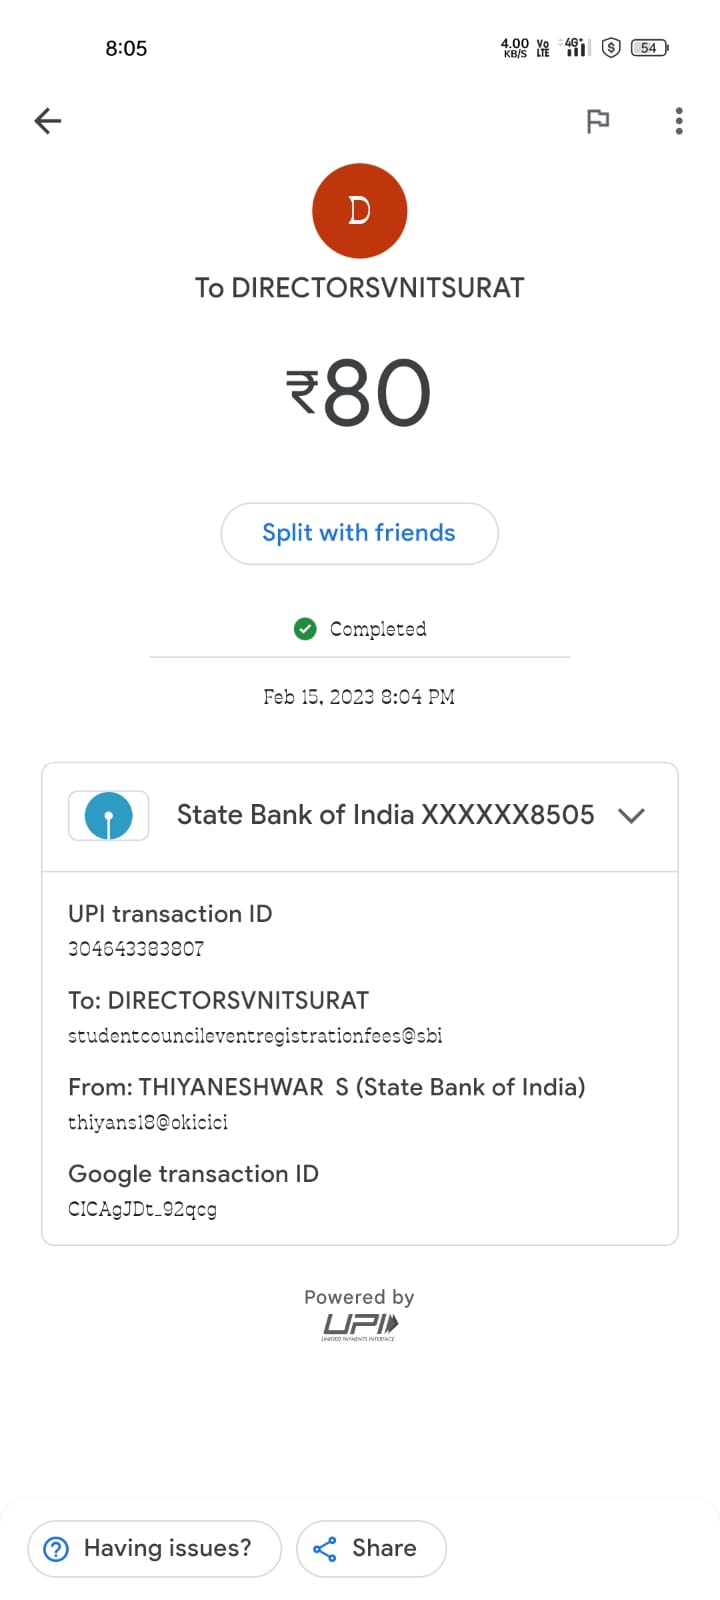 8:05
4.00 KB/S Vo LTE 4G+ 54
D
To DIRECTORSVNITSURAT
₹80
Split with friends
Completed
Feb 15, 2023 8:04 PM
State Bank of India XXXXXX8505
UPI transaction ID
304643383807
To: DIRECTORSVNITSURAT
studentcouncileventregistrationfees@sbi
From: THIYANESHWAR S (State Bank of India)
thiyans18@okicici
Google transaction ID
CICAgJDt_92qcg
Powered by
UPI
UNIFIED PAYMENTS INTERFACE
Having issues?
Share